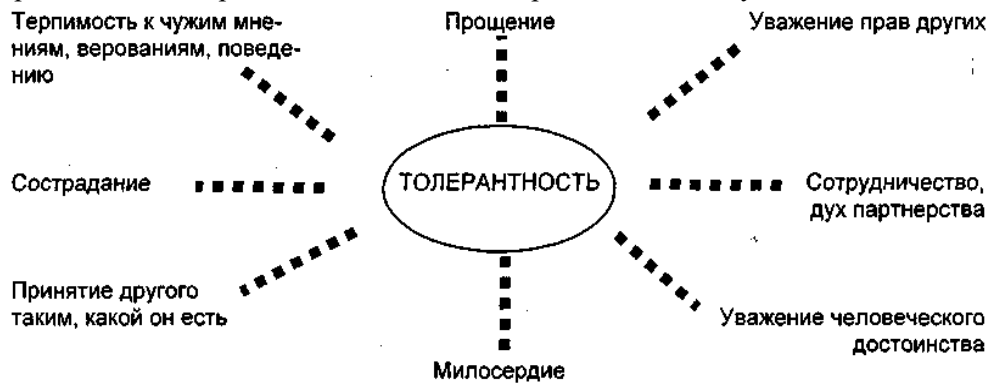 Терпимость к чужим мне-
ниям, верованиям, поведе-
нию
Прощение
Уважение прав других
Сострадание
ТОЛЕРАНТНОСТЬ
Сотрудничество,
дух партнерства
Принятие другого
таким, какой он есть
Уважение человеческого
достоинства
Милосердие